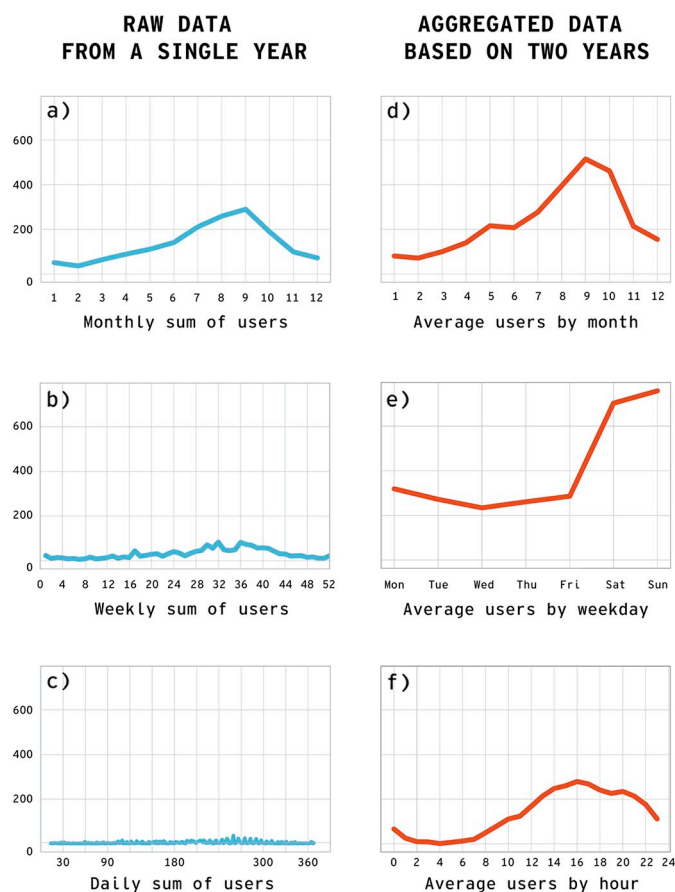 RAW DATA
FROM A SINGLE YEAR
AGGREGATED DATA
BASED ON TWO YEARS
a)
600
400
200
0
1 2 3 4 5 6 7 8 9 10 11 12
Monthly sum of users
d)
1 2 3 4 5 6 7 8 9 10 11 12
Average users by month
b)
600
400
200
0
0 4 8 12 16 20 24 28 32 36 40 44 48 52
Weekly sum of users
e)
Mon Tue Wed Thu Fri Sat Sun
Average users by weekday
c)
600
400
200
0
30 90 180 300 360
Daily sum of users
f)
0 2 4 6 8 10 12 14 16 18 20 22 24
Average users by hour